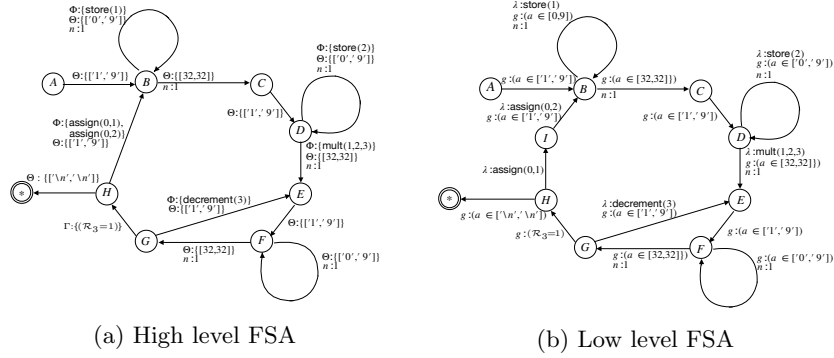 Φ:{store(1)}
Θ:{['0′,′ 9′]}
n:1
A
Θ:{['1′,′ 9′]}
B
Θ:{[32,32]}
n:1
C
Φ:{store(2)}
Θ:{['0′,′ 9′]}
n:1
Θ:{['1′,′ 9′]}
D
Φ:{assign(0,1),
assign(0,2)}
Θ:{['1′,′ 9′]}
Φ:{mult(1,2,3)}
Θ:{[32,32]}
n:1
*
Θ : {['\n′,′ \n′]}
H
Φ:{decrement(3)}
Θ:{['1′,′ 9′]}
E
Γ:{(ℛ₃=1)}
Θ:{['1′,′ 9′]}
G
Θ:{[32,32]}
n:1
F
Θ:{['0′,′ 9′]}
n:1
(a) High level FSA
λ:store(1)
g:(a ∈ [0,9])
n:1
A
g:(a ∈ ['1′,′ 9′])
B
g:(a ∈ [32,32]})
n:1
C
λ:store(2)
g:(a ∈ ['0′,′ 9′])
n:1
λ:assign(0,2)
g:(a ∈ ['1′,′ 9′])
g:(a ∈ ['1′,′ 9′])
I
D
λ:assign(0,1)
λ:mult(1,2,3)
g:(a ∈ [32,32]})
n:1
*
g:(a ∈ ['\n′,′ \n′])
H
λ:decrement(3)
g:(a ∈ ['1′,′ 9′])
E
g:(ℛ₃=1)
g:(a ∈ ['1′,′ 9′])
G
g:(a ∈ [32,32]})
n:1
F
g:(a ∈ ['0′,′ 9′])
n:1
(b) Low level FSA